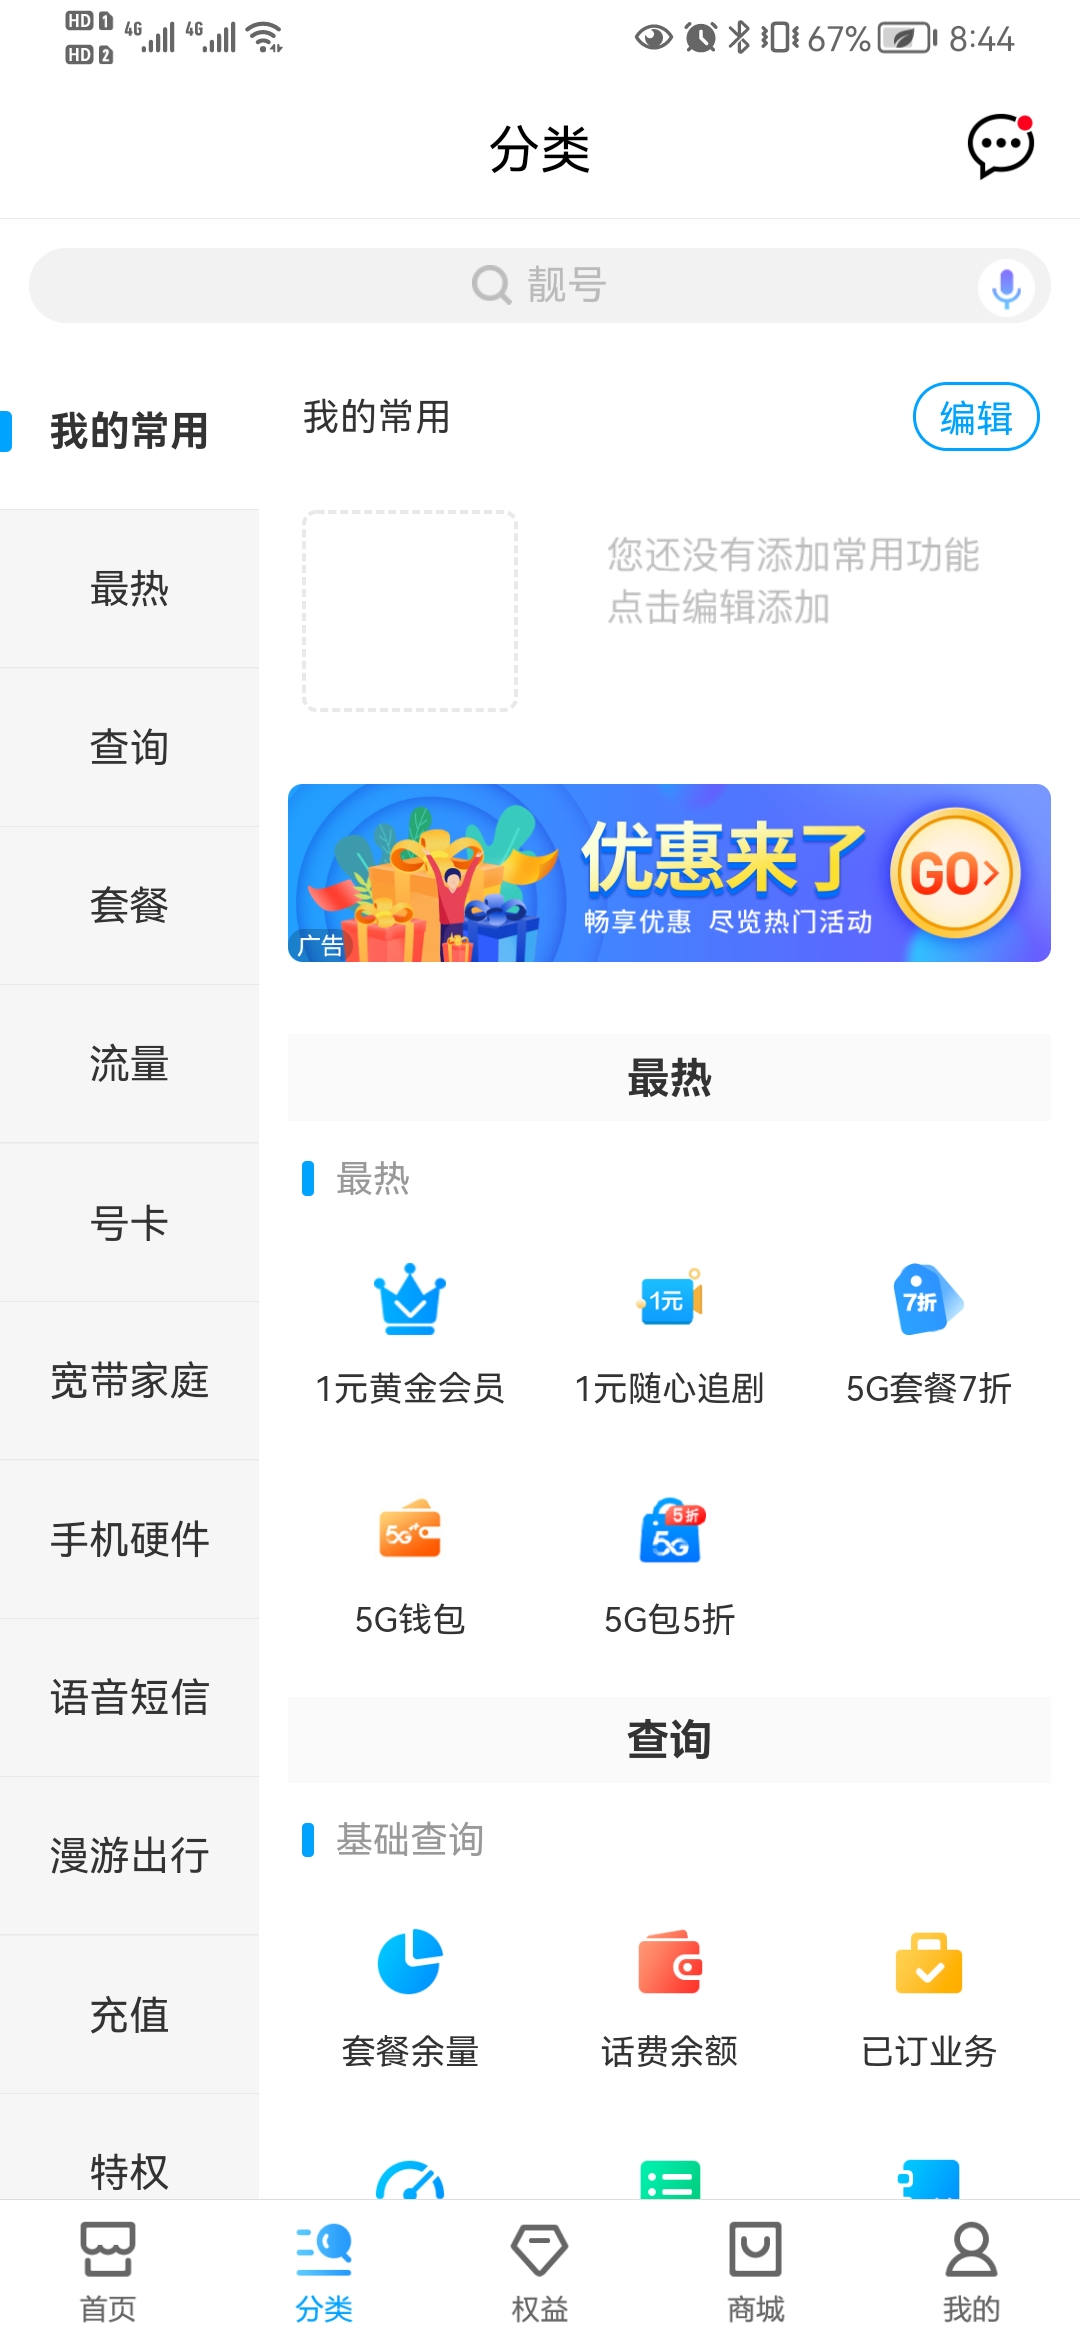 HD 1 4G 4G 67% 8:44
HD 2
分类
靓号
我的常用
我的常用
编辑
您还没有添加常用功能
点击编辑添加
最热
查询
套餐
流量
号卡
宽带家庭
手机硬件
语音短信
漫游出行
充值
特权
优惠来了
GO>
畅享优惠 尽览热门活动
广告
最热
最热
1元
7折
1元黄金会员 1元随心追剧 5G套餐7折
5G++
5折
5G
5G钱包 5G包5折
查询
基础查询
套餐余量 话费余额 已订业务
首页 分类 权益 商城 我的